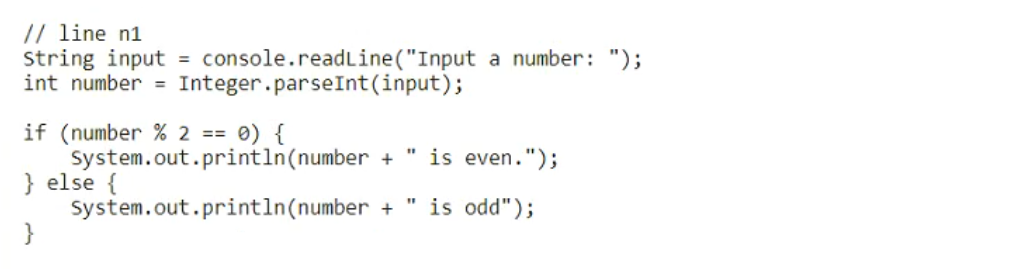 // line n1
String input = console.readLine("Input a number: ");
int number = Integer.parseInt(input);
if (number % 2 == 0) {
System.out.println(number + " is even.");
} else {
System.out.println(number + " is odd");
}